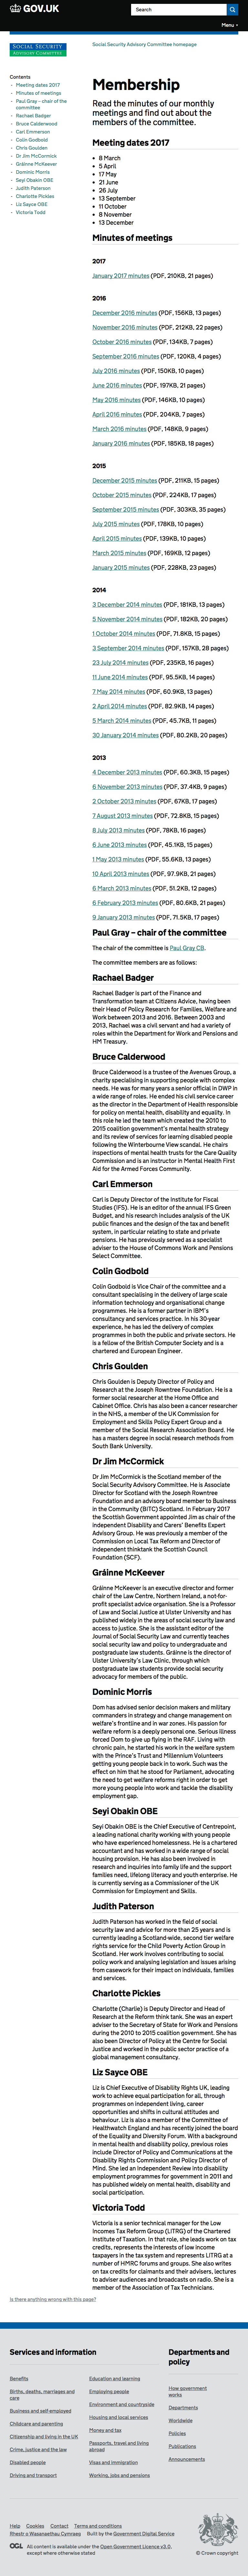 GOV.UK
Search
Menu
SOCIAL SECURITY
ADVISORY COMMITTEE
Social Security Advisory Committee homepage
Contents
– Meeting dates 2017
– Minutes of meetings
– Paul Gray – chair of the
committee
– Rachael Badger
– Bruce Calderwood
– Carl Emmerson
– Colin Godbold
– Chris Goulden
– Dr Jim McCormick
– Gráinne McKeever
– Dominic Morris
– Seyi Obakin OBE
– Judith Paterson
– Charlotte Pickles
– Liz Sayce OBE
– Victoria Todd
Membership
Read the minutes of our monthly
meetings and find out about the
members of the committee.
Meeting dates 2017
• 8 March
• 5 April
• 17 May
• 21 June
• 26 July
• 13 September
• 11 October
• 8 November
• 13 December
Minutes of meetings
2017
January 2017 minutes (PDF, 210KB, 21 pages)
2016
December 2016 minutes (PDF, 156KB, 13 pages)
November 2016 minutes (PDF, 212KB, 22 pages)
October 2016 minutes (PDF, 134KB, 7 pages)
September 2016 minutes (PDF, 120KB, 4 pages)
July 2016 minutes (PDF, 150KB, 10 pages)
June 2016 minutes (PDF, 197KB, 21 pages)
May 2016 minutes (PDF, 146KB, 10 pages)
April 2016 minutes (PDF, 204KB, 7 pages)
March 2016 minutes (PDF, 148KB, 9 pages)
January 2016 minutes (PDF, 185KB, 18 pages)
2015
December 2015 minutes (PDF, 211KB, 15 pages)
October 2015 minutes (PDF, 224KB, 17 pages)
September 2015 minutes (PDF, 303KB, 35 pages)
July 2015 minutes (PDF, 178KB, 10 pages)
April 2015 minutes (PDF, 139KB, 10 pages)
March 2015 minutes (PDF, 169KB, 12 pages)
January 2015 minutes (PDF, 228KB, 23 pages)
2014
3 December 2014 minutes (PDF, 181KB, 13 pages)
5 November 2014 minutes (PDF, 182KB, 20 pages)
1 October 2014 minutes (PDF, 71.8KB, 15 pages)
3 September 2014 minutes (PDF, 157KB, 28 pages)
23 July 2014 minutes (PDF, 235KB, 16 pages)
11 June 2014 minutes (PDF, 95.5KB, 14 pages)
7 May 2014 minutes (PDF, 60.9KB, 13 pages)
2 April 2014 minutes (PDF, 82.9KB, 14 pages)
5 March 2014 minutes (PDF, 45.7KB, 11 pages)
30 January 2014 minutes (PDF, 80.2KB, 20 pages)
2013
4 December 2013 minutes (PDF, 60.3KB, 15 pages)
6 November 2013 minutes (PDF, 37.4KB, 9 pages)
2 October 2013 minutes (PDF, 67KB, 17 pages)
7 August 2013 minutes (PDF, 72.8KB, 15 pages)
8 July 2013 minutes (PDF, 78KB, 16 pages)
6 June 2013 minutes (PDF, 45.1KB, 15 pages)
1 May 2013 minutes (PDF, 55.6KB, 13 pages)
10 April 2013 minutes (PDF, 97.9KB, 21 pages)
6 March 2013 minutes (PDF, 51.2KB, 12 pages)
6 February 2013 minutes (PDF, 80.6KB, 21 pages)
9 January 2013 minutes (PDF, 71.5KB, 17 pages)
Paul Gray – chair of the committee
The chair of the committee is Paul Gray CB.
The committee members are as follows:
Rachael Badger
Rachael Badger is part of the Finance and
Transformation team at Citizens Advice, having been
their Head of Policy Research for Families, Welfare and
Work between 2013 and 2016. Between 2003 and
2013, Rachael was a civil servant and had a variety of
roles within the Department for Work and Pensions and
HM Treasury.
Bruce Calderwood
Bruce Calderwood is a trustee of the Avenues Group, a
charity specialising in supporting people with complex
needs. He was for many years a senior official in DWP in
a wide range of roles. He ended his civil service career
as the director in the Department of Health responsible
for policy on mental health, disability and equality. This
role included taking the lead in developing the 2010 to
2015 coalition government's mental health strategy
and its review of services for learning disabled people
following the Winterbourne View scandal. He chairs
inspections of mental health trusts for the Care Quality
Commission and is an Instructor in Mental Health First
Aid for the Armed Forces Community.
Carl Emmerson
Carl is Deputy Director of the Institute for Fiscal
Studies (IFS). He is an editor of the annual IFS Green
Budget, and his research includes analysis of the UK
public finances and the design of the tax and benefit
system, in particular relating to state and private
pensions. He has previously served as a specialist
adviser to the House of Commons Work and Pensions
Select Committee.
Colin Godbold
Colin Godbold is Vice Chair of the committee and a
consultant specialising in the delivery of large scale
information technology and organisational change
programmes. He is a former partner in IBM's
consultancy and services practice. In his 30-year
experience, he has led the delivery of complex
programmes in both the public and private sectors. He
is a fellow of the British Computer Society and is a
chartered Engineer and a Certified IT Professional.
Chris Goulden
Chris Goulden is Deputy Director of Policy and
Research at the Joseph Rowntree Foundation. He is a
former social researcher at the Home Office and
Cabinet Office. Chris has also been a cancer researcher
in the NHS, a member of the UK Commission for
Employment and Skills Policy Expert Group and a
member of the Social Research Association Board. He
has a masters degree in social research methods from
South Bank University.
Dr Jim McCormick
Dr Jim McCormick is the Scotland member of the
Social Security Advisory Committee. He is Associate
Director for Scotland with the Joseph Rowntree
Foundation and advisory board member to Business in
the Community (BITC) Scotland. In February 2017
the Scottish Government appointed Jim as chair of the
independent Disability and Carers' Benefits Expert
Advisory Group. He was previously a member of the
Commission on Local Tax Reform and a Director of
independent thinktank the Scottish Council
Foundation (SCF).
Gráinne McKeever
Gráinne McKeever is an executive member and former
chair of the Law Centre, Northern Ireland, a not-for-
profit specialist advice organisation. She is a Professor
of Law and Social Justice at Ulster University and has
published many articles on social security issues within
the United Kingdom. She is the assistant editor of the
Journal of Social Security Law and currently teaches
social security law and policy to undergraduate and
postgraduate law students. Gráinne is the director of
Ulster University's Law Clinic, through which
postgraduate law students provide social security
advocacy for members of the public.
Dominic Morris
Dom has advised senior decision makers and military
commanders on strategy and change management on
welfare's frontline and in war zones. His passion for
welfare reform is a deeply personal one. Serious illness
forced Dom to give up flying in the RAF. Living with
chronic pain, he started his new life in the workplace
with the Prince's Trust and Millennium Volunteers
getting young people back in to work. Such was the
effect on him that he stood for Parliament. He wanted
to help accelerate welfare reforms right in order to get
more young and disabled people in to work and tackle
disability pay gap.
Seyi Obakin OBE
Seyi Obakin OBE is the Chief Executive of Centrepoint,
the leading national charity working with young people
who are experienced homelessness. He is a chartered
accountant and has worked in a wide range of social
housing provision. He has also been involved in
research and inquiries into family life and the support
families need; employment of young people; and
lifelong literacy of young people and youth enterprise.
He is currently serving as a Commissioner of the UK
Commission for Employment and Skills.
Judith Paterson
Judith Paterson has worked in the field of social
security law and advice for more than 25 years and is
currently employed to lead the second-tier welfare
rights service for the Child Poverty Action Group in
Scotland. Her work involves contributing to social
policy work and analysing laws and policy issues arising
from casework for its impact on individuals, families
and services.
Charlotte Pickles
Charlotte (Charlie) is Deputy Director and Head of
Research at the Reform think tank. She was an expert
adviser to the Secretary of State for Work and Pensions
during the 2010 to 2015 coalition government. She has
also been Director of Policy at the Centre for Social
Justice and has worked in the private sector for a global
management consultancy.
Liz Sayce OBE
Liz is Chief Executive of Disability Rights UK, leading
work to achieve equal participation for all, through
programmes on independent living, career
opportunities and shifts in cultural attitudes and
behaviour. Liz is also a member of the Committee of
Healthwatch England, and has recently joined the board
of the Equality and Diversity Forum. With a background
in mental health and disability policy, previous roles
include Director of Policy and Communications at the
Disability Rights Commission and Policy Director of
Mind. She led an Independent Review into disability
employment programmes for government in 2011 and
has published widely on mental health, disability and
social participation.
Victoria Todd
Victoria is a senior technical manager for the Low
Incomes Tax Reform Group (LITRG) of the Chartered
Institute of Taxation. In that role, she leads work on
tax credits. Victoria represents the interests of low
income taxpayers in the tax system and represents LITRG at a
number of HMRC forums and groups. She has been a
welfare rights advisor in the voluntary sector. She is a
member of the Association of Tax Technicians.
Is there anything wrong with this page?
Services and information
Benefits
Births, deaths, marriages and
care
Business and self-employed
Childcare and parenting
Citizenship and living in the UK
Crime, justice and the law
Disabled people
Driving and transport
Education and learning
Employing people
Environment and countryside
Housing and local services
Money and tax
Passports, travel and living
abroad
Visas and immigration
Working, jobs and pensions
Departments and
policy
How government
works
Departments
Worldwide
Policies
Publications
Announcements
Help Cookies Contact Terms and conditions
Rhestr o Wasanaethau Cymraeg Built by the Government Digital Service
OGL All content is available under the Open Government Licence v3.0,
except where otherwise stated
© Crown copyright